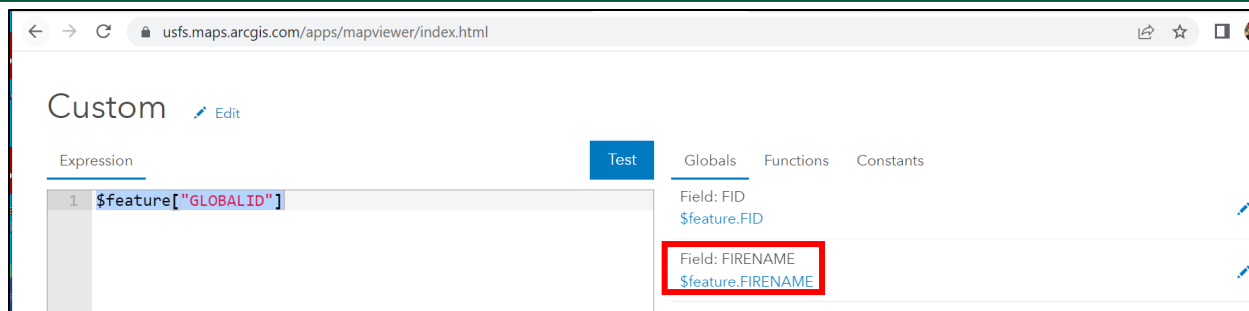 usfs.maps.arcgis.com/apps/mapviewer/index.html
Custom Edit
Expression Test Globals Functions Constants
1 $feature["GLOBALID"]
Field: FID
$feature.FID
Field: FIRENAME
$feature.FIRENAME